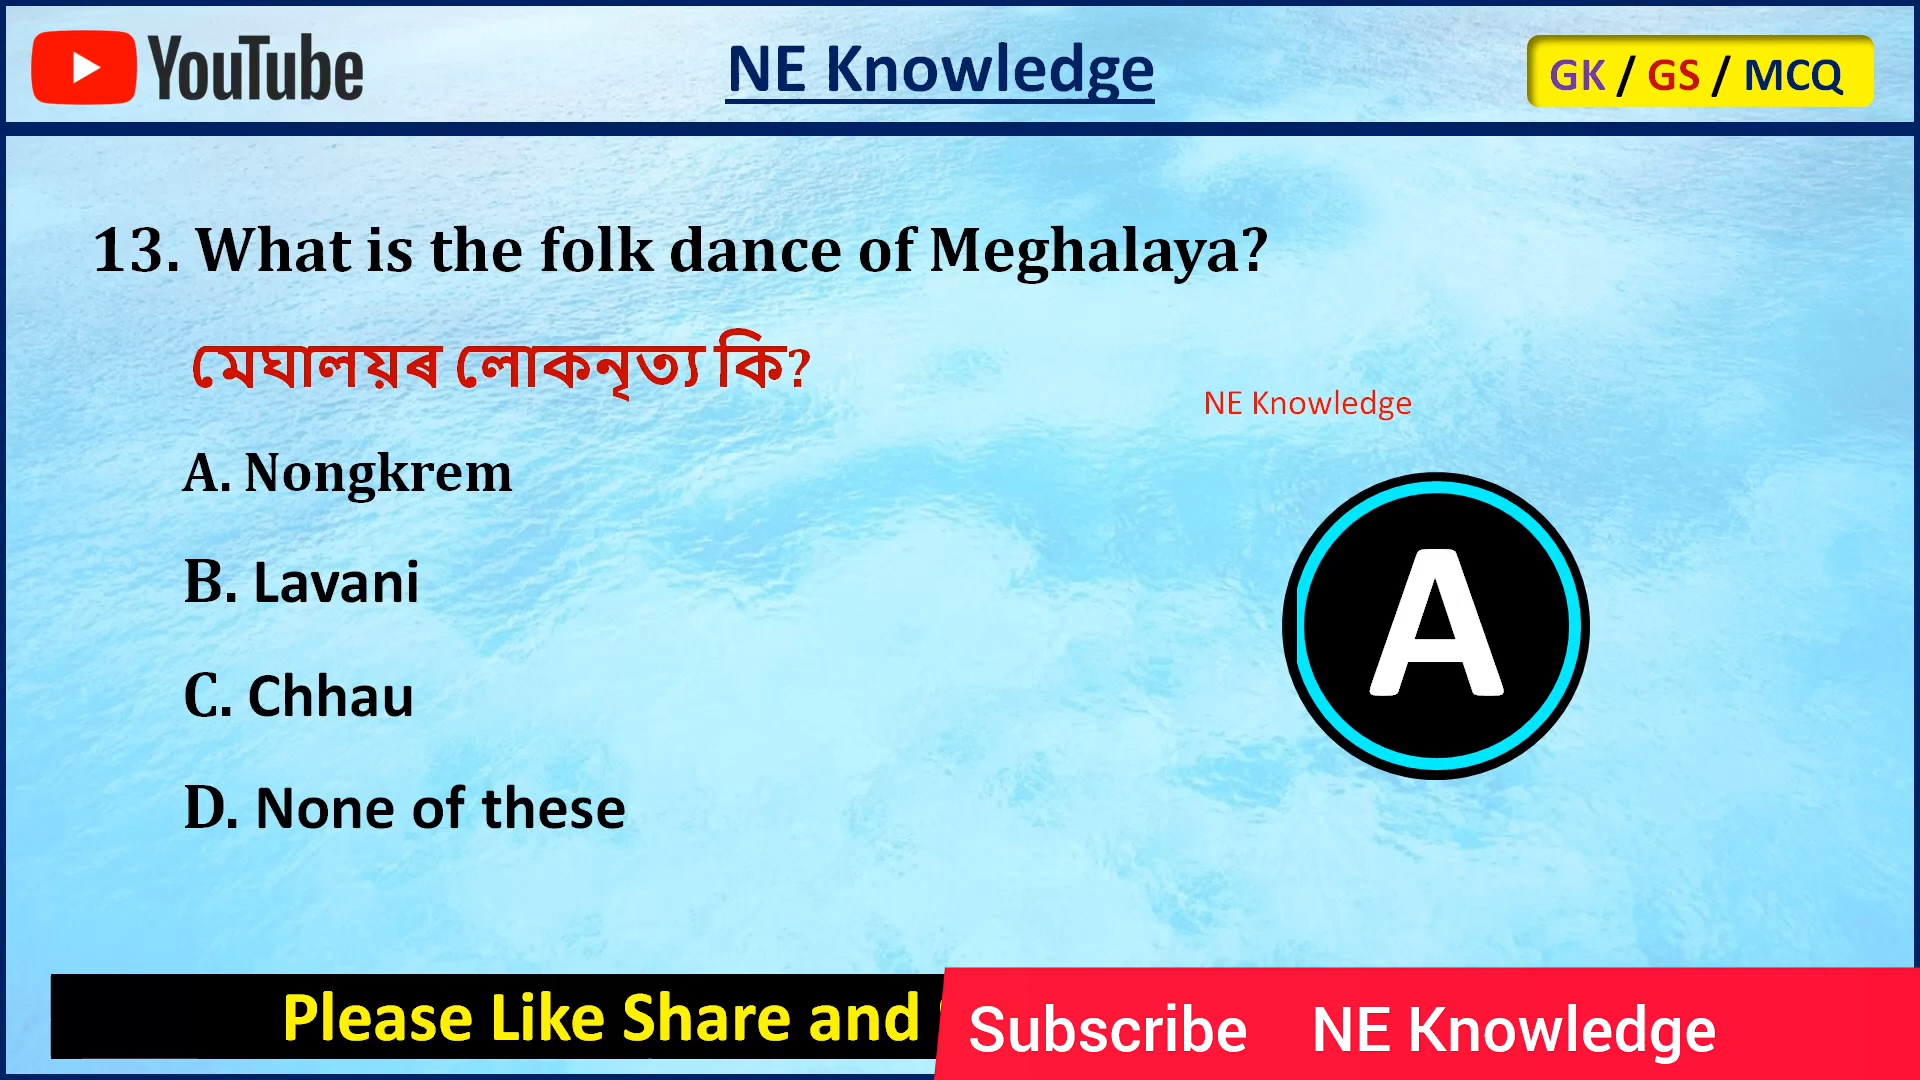 YouTube
NE Knowledge
GK / GS / MCQ
13. What is the folk dance of Meghalaya?
মেঘালয়ৰ লোকনৃত্য কি?
NE Knowledge
A. Nongkrem
B. Lavani
C. Chhau
D. None of these
A
Please Like Share and
Subscribe NE Knowledge